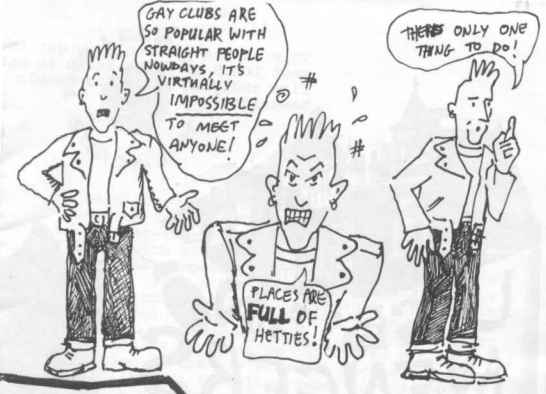 GAY CLUBS ARE
SO POPULAR WITH
STRAIGHT PEOPLE
NOWDAYS, IT'S
VIRTUALLY
IMPOSSIBLE
TO MEET
ANYONE!
#
#
PLACES ARE
FULL OF
HETTIES!
THERES ONLY ONE
THING TO DO!